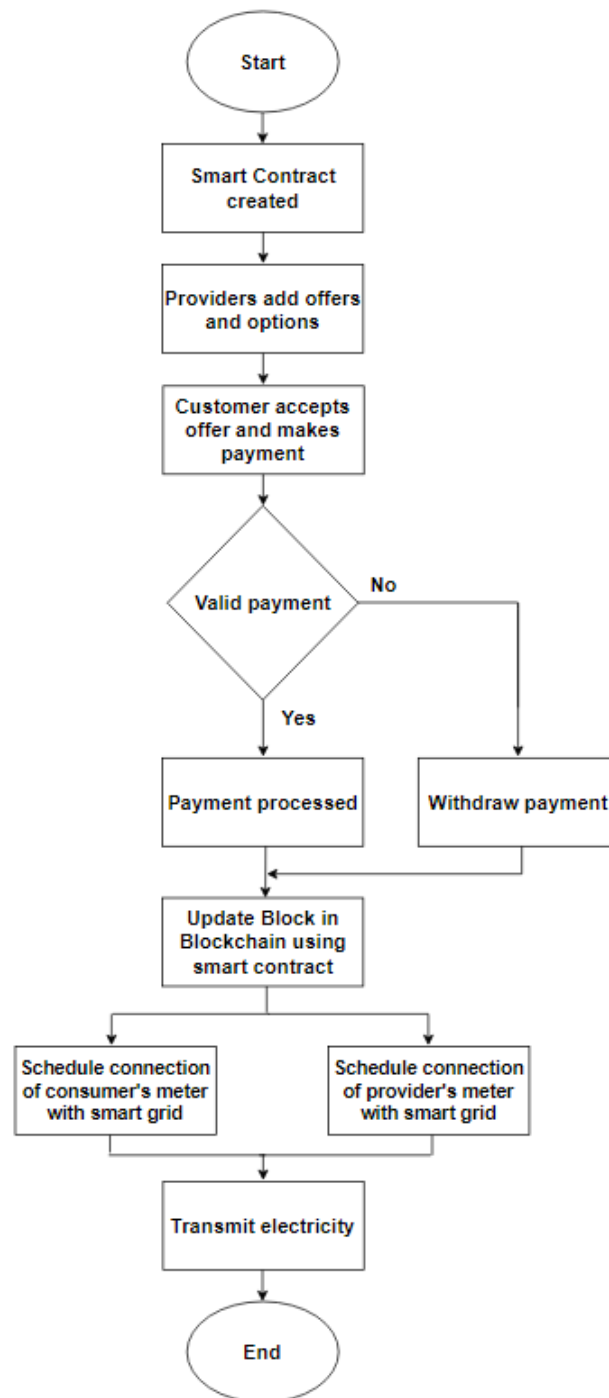 Start
Smart Contract
created
Providers add offers
and options
Customer accepts
offer and makes
payment
Valid payment
No
Yes
Payment processed
Withdraw payment
Update Block in
Blockchain using
smart contract
Schedule connection
of consumer's meter
with smart grid
Schedule connection
of provider's meter
with smart grid
Transmit electricity
End